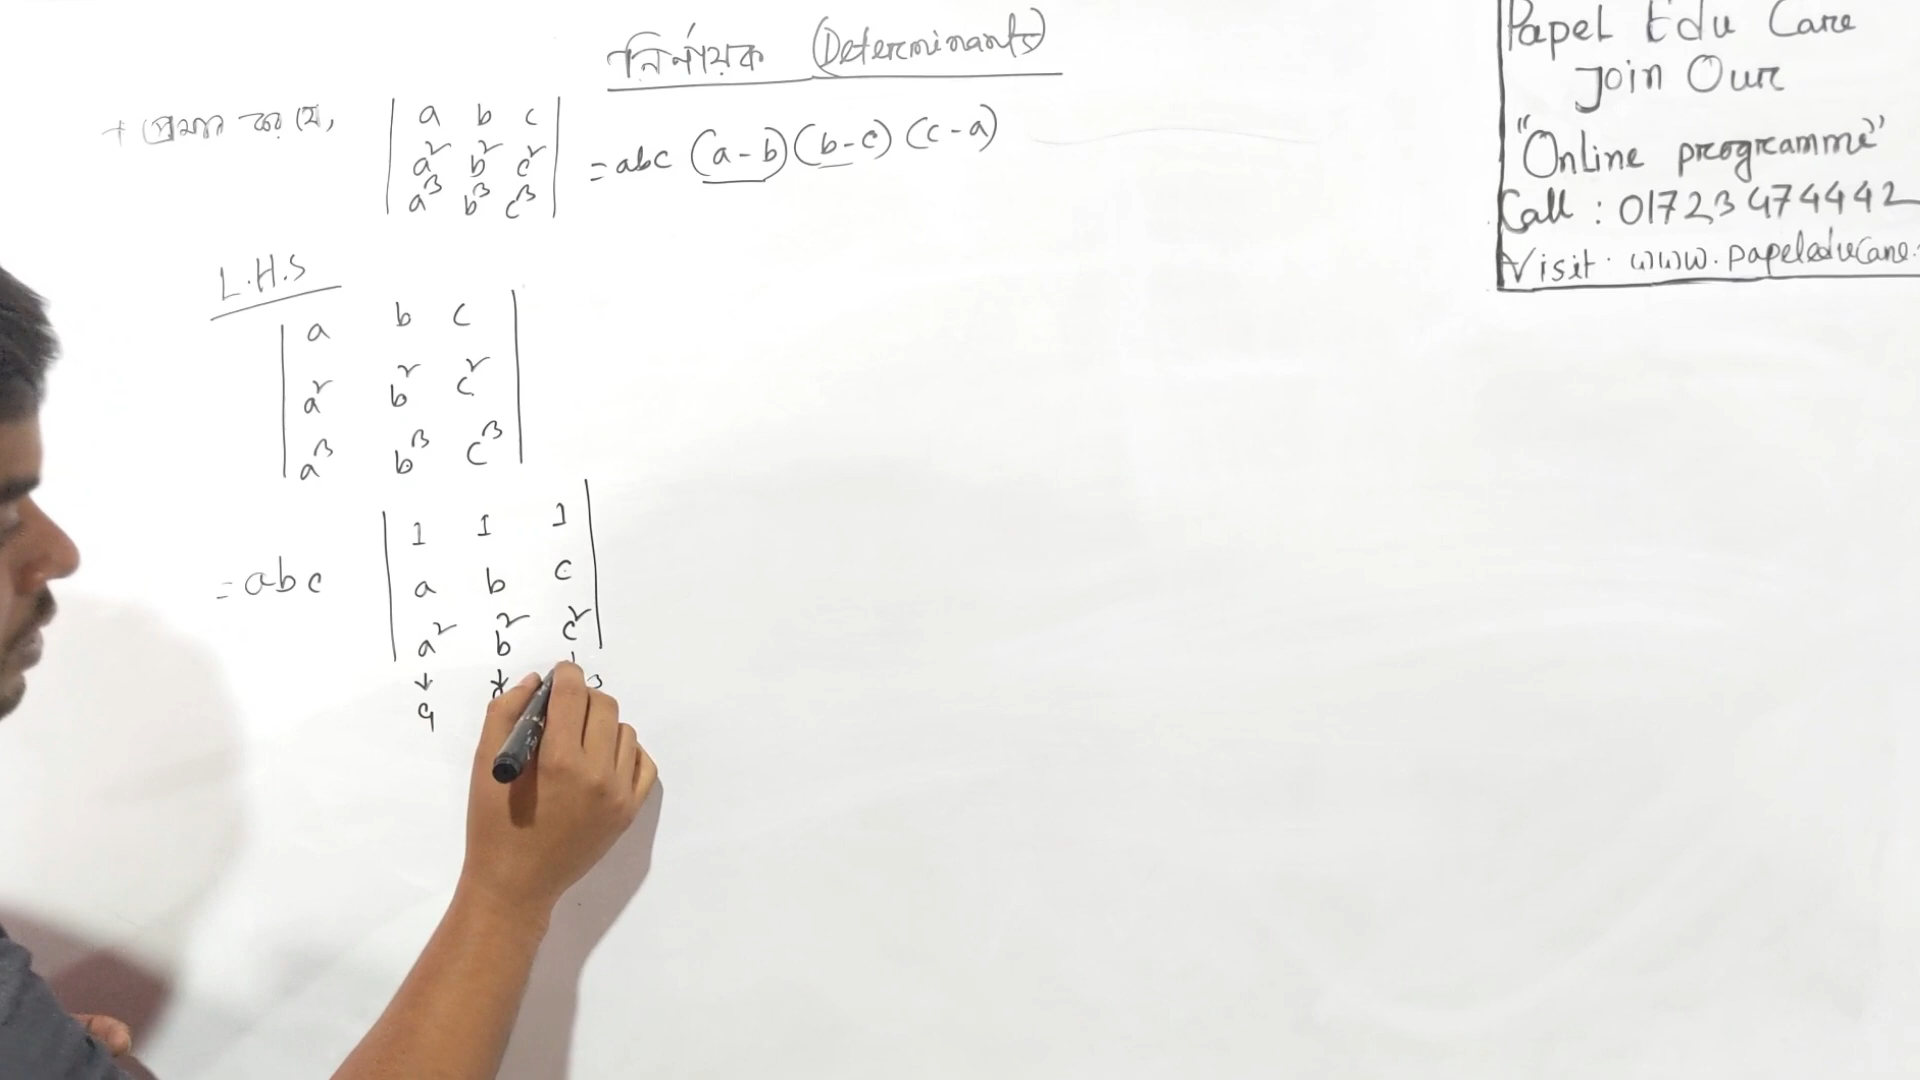 নির্ণায়ক (Determinants)
+ প্রমাণ কর যে,
| a b c |
| a² b² c² | = abc (a-b)(b-c)(c-a)
| a³ b³ c³ |
L.H.S
| a b c |
| a² b² c² |
| a³ b³ c³ |
| 1 1 1 |
= abc | a b c |
| a² b² c² |
↓ ↓
Papel Edu Care
Join Our
"Online programme"
Call : 01723474442
Visit. www.papeleducare.